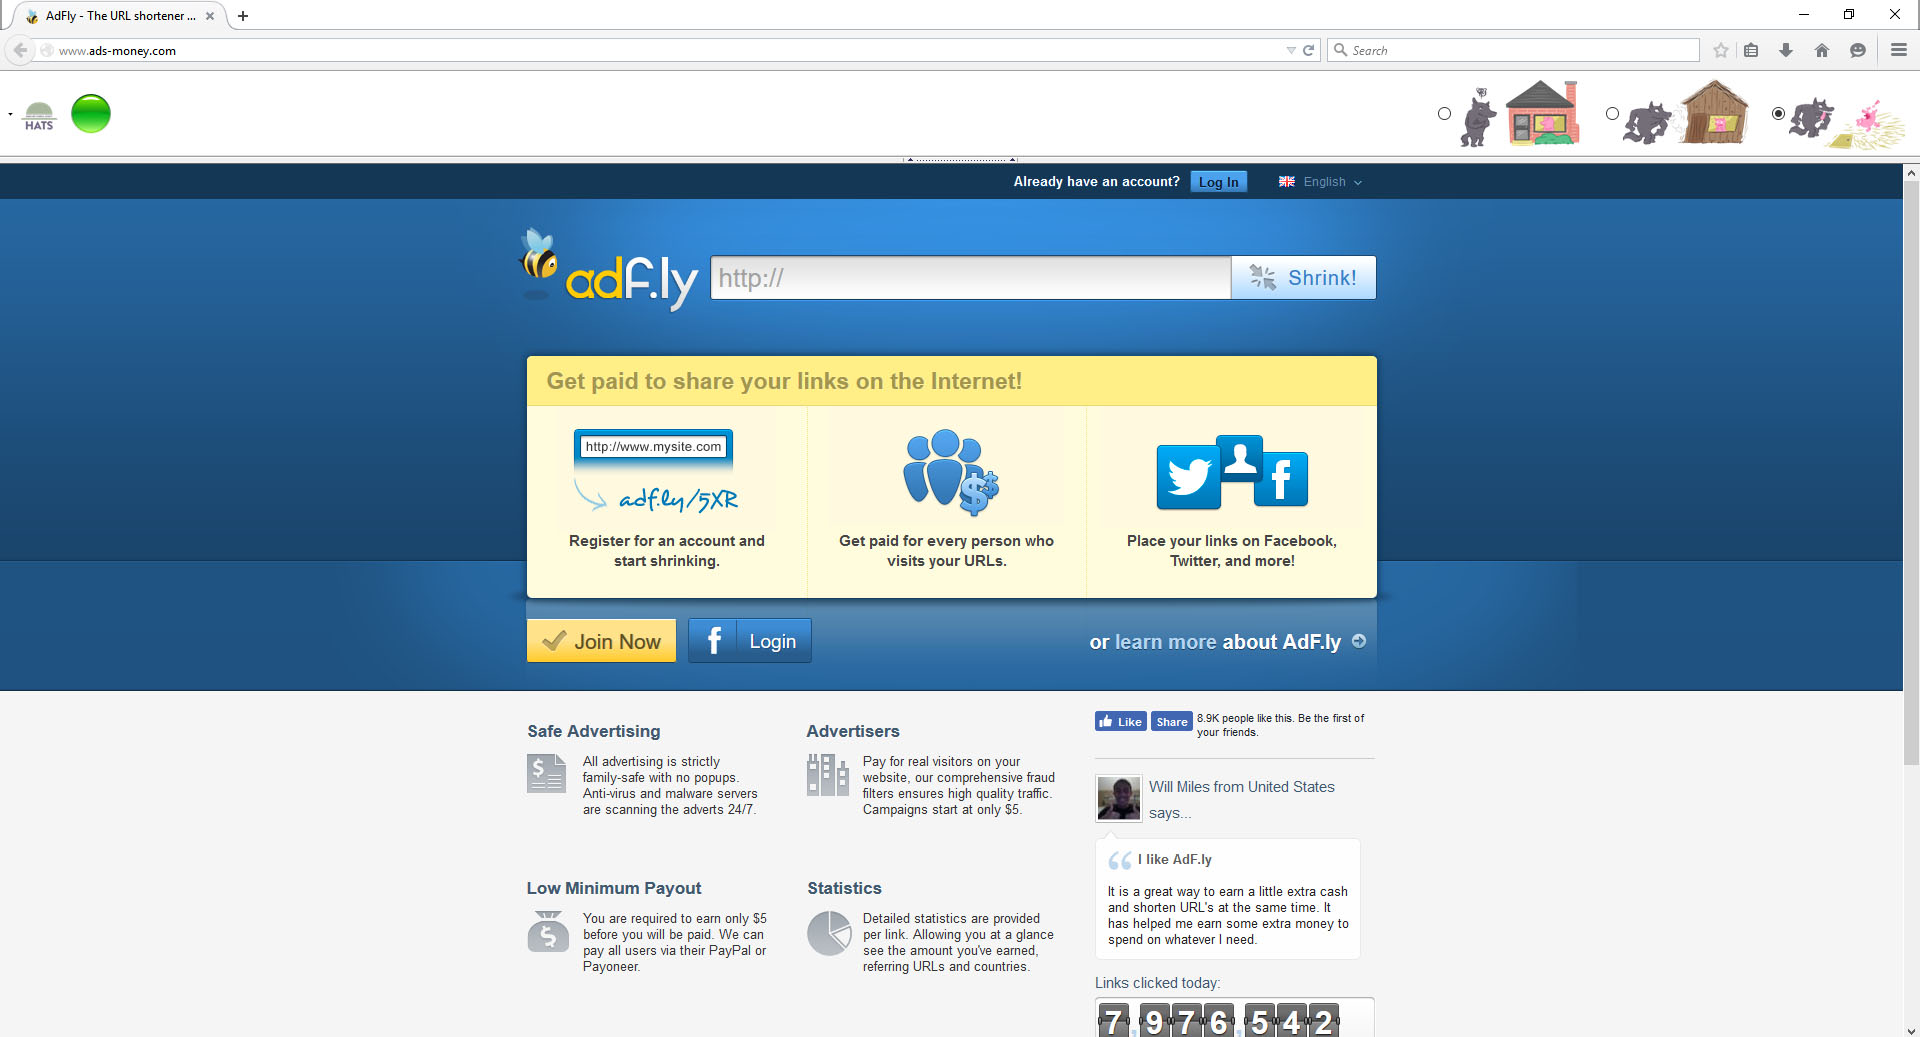 AdFly - The URL shortener ...
www.ads-money.com
Search
HATS
Already have an account?
Log In
English
adf.ly
http://
Shrink!
Get paid to share your links on the Internet!
http://www.mysite.com
adf.ly/5XR
Register for an account and
start shrinking.
Get paid for every person who
visits your URLs.
Place your links on Facebook,
Twitter, and more!
Join Now
Login
or learn more about AdF.ly
Safe Advertising
All advertising is strictly
family-safe with no popups.
Anti-virus and malware servers
are scanning the adverts 24/7.
Advertisers
Pay for real visitors on your
website, our comprehensive fraud
filters ensures high quality traffic.
Campaigns start at only $5.
Like
Share
8.9K people like this. Be the first of
your friends.
Will Miles from United States
says...
I like AdF.ly
It is a great way to earn a little extra cash
and shorten URL's at the same time. It
has helped me earn some extra money to
spend on whatever I need.
Low Minimum Payout
You are required to earn only $5
before you will be paid. We can
pay all users via their PayPal or
Payoneer.
Statistics
Detailed statistics are provided
per link. Allowing you at a glance
see the amount you've earned,
referring URLs and countries.
Links clicked today:
7,976,542